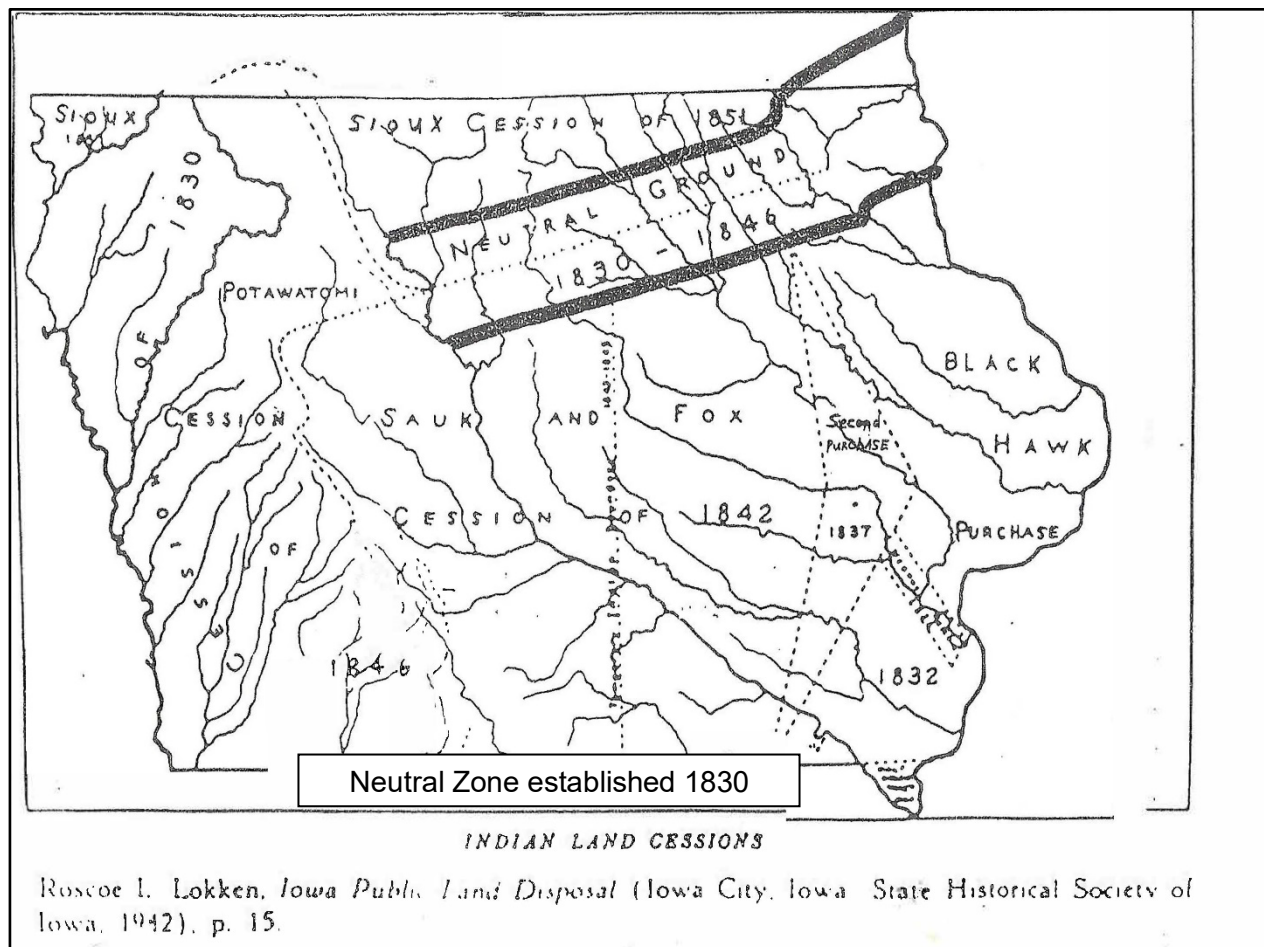 SIOUX
SIOUX CESSION OF 1851
CESSION OF 1830
NEUTRAL GROUND
1830 - 1846
POTAWATOMI
CESSION OF
1846
SAUK AND FOX
CESSION OF 1842
Second
PURCHASE
1837
BLACK
HAWK
PURCHASE
1832
Neutral Zone established 1830
INDIAN LAND CESSIONS
Roscoe L. Lokken, Iowa Public Land Disposal (Iowa City, Iowa State Historical Society of
Iowa, 1942), p. 15.